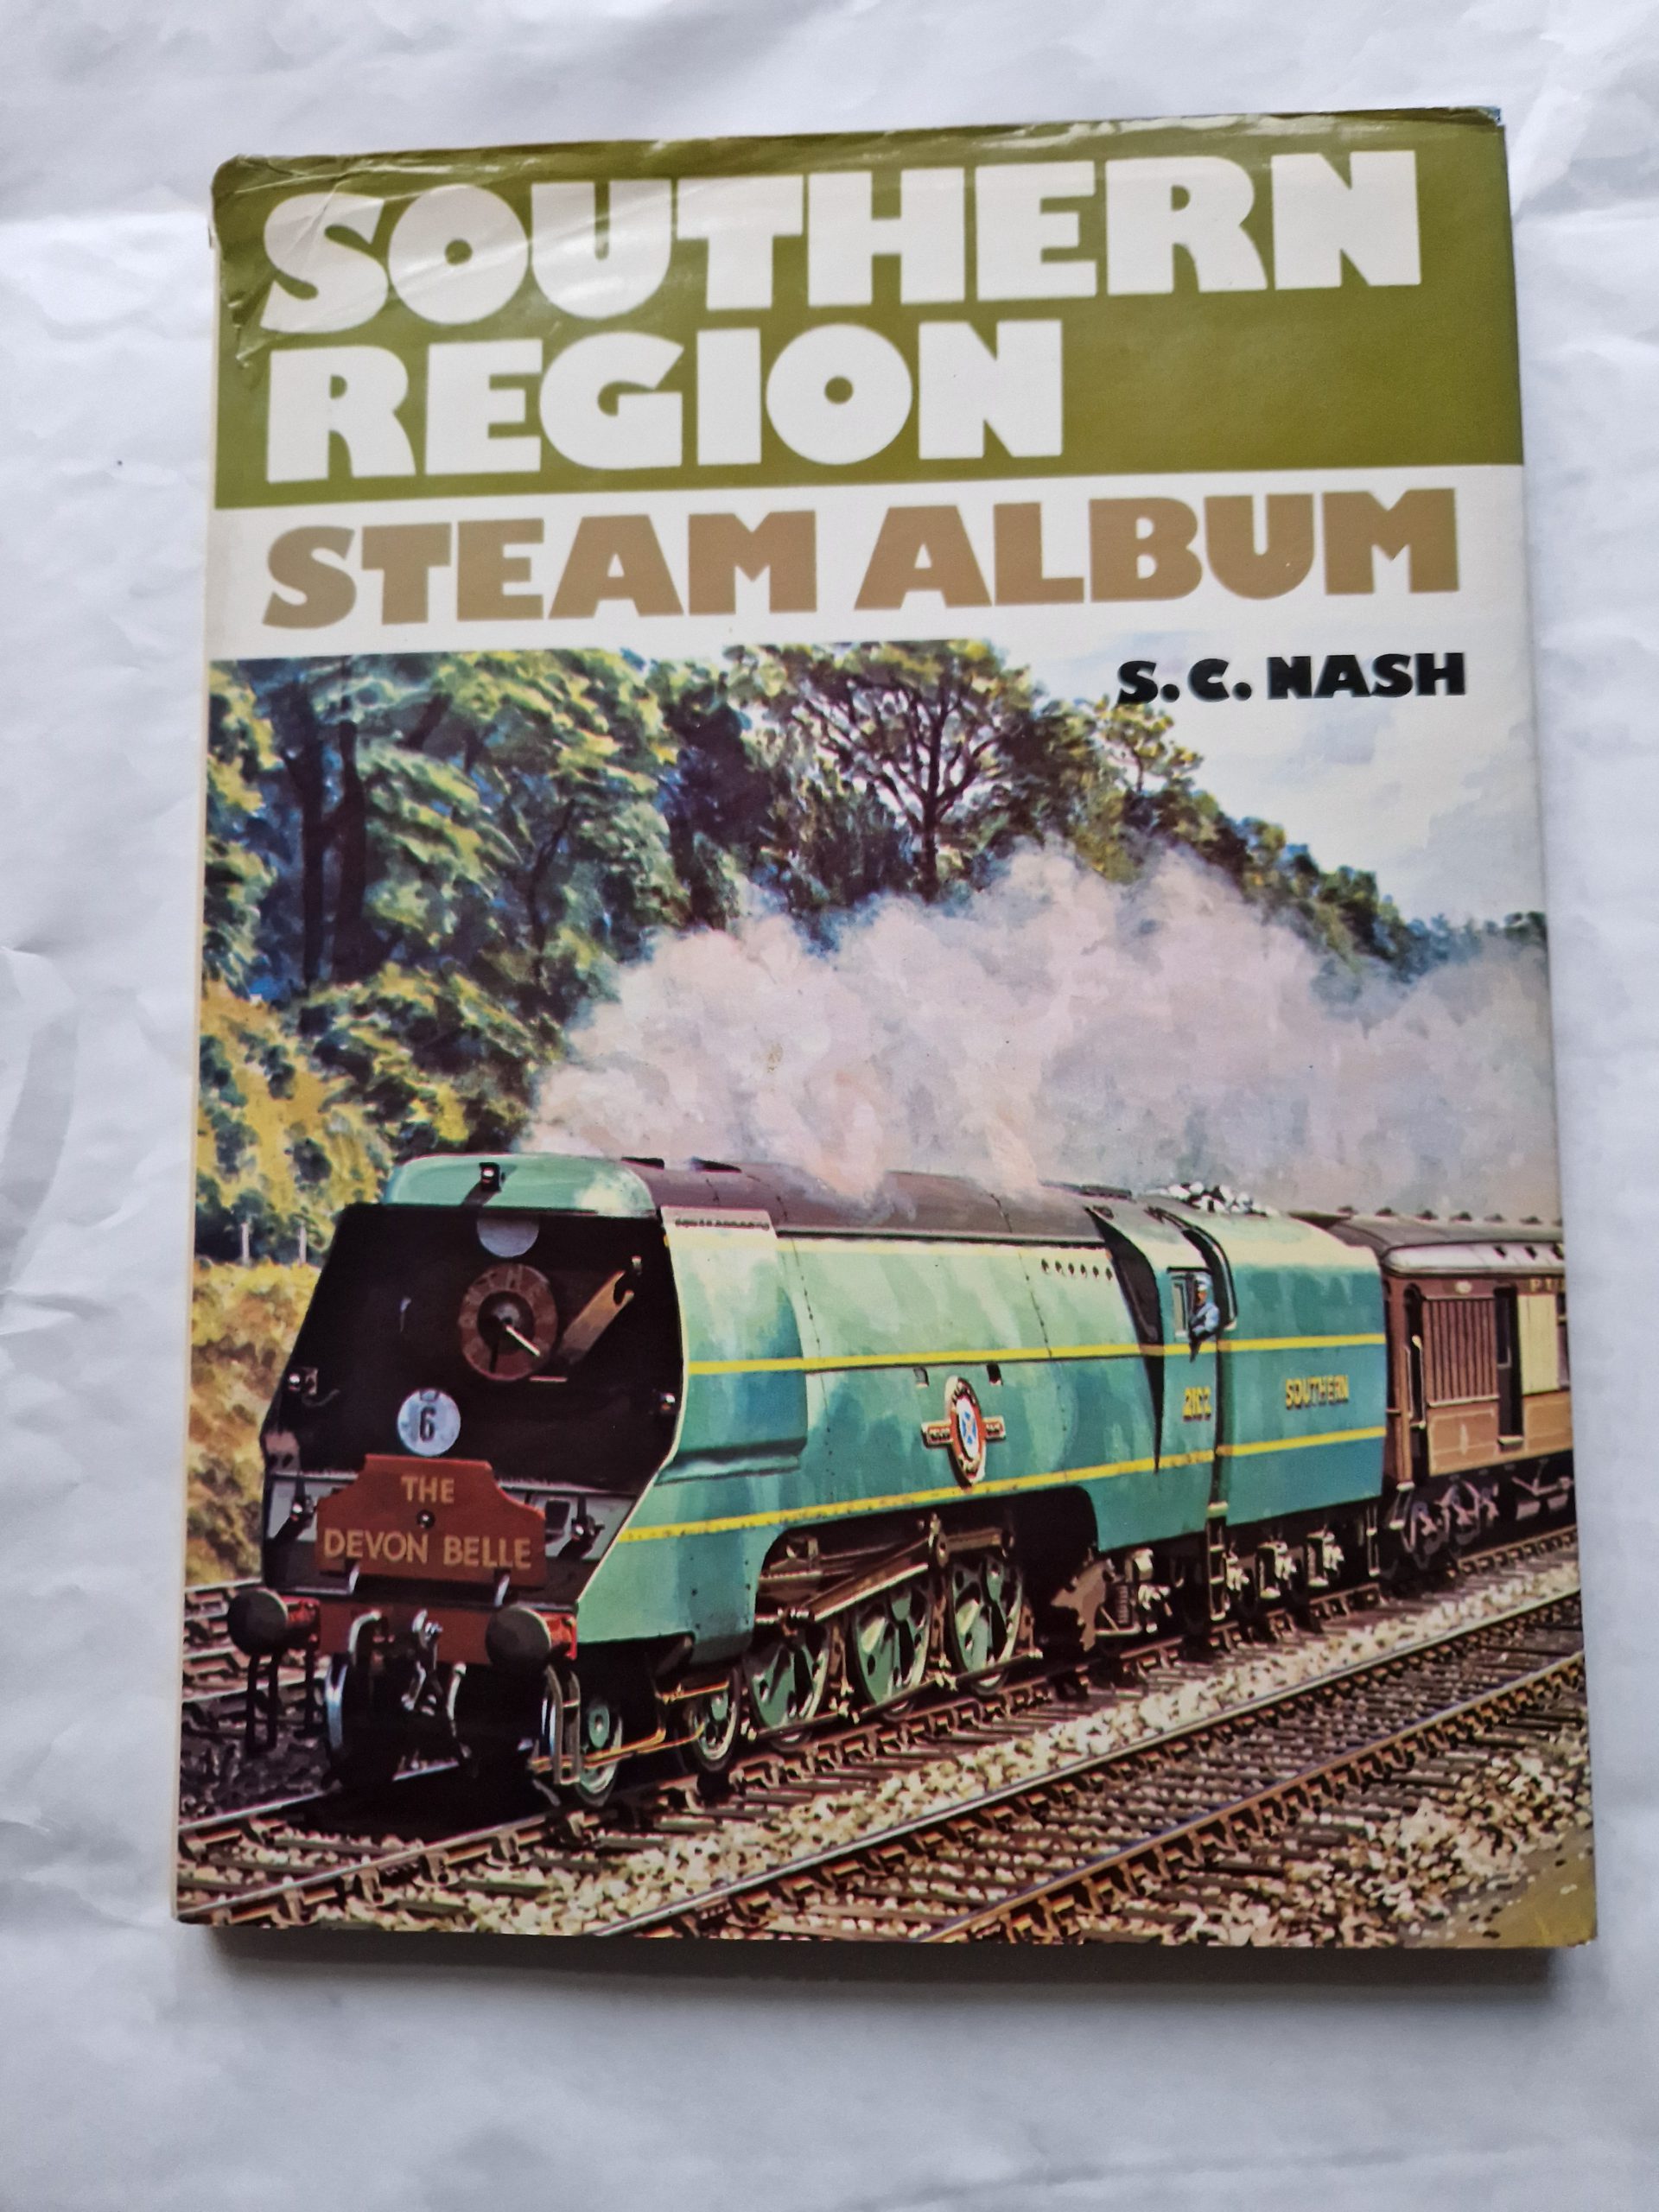 SOUTHERN
REGION
STEAM ALBUM
S. C. NASH
6
THE
DEVON BELLE
SOUTHERN